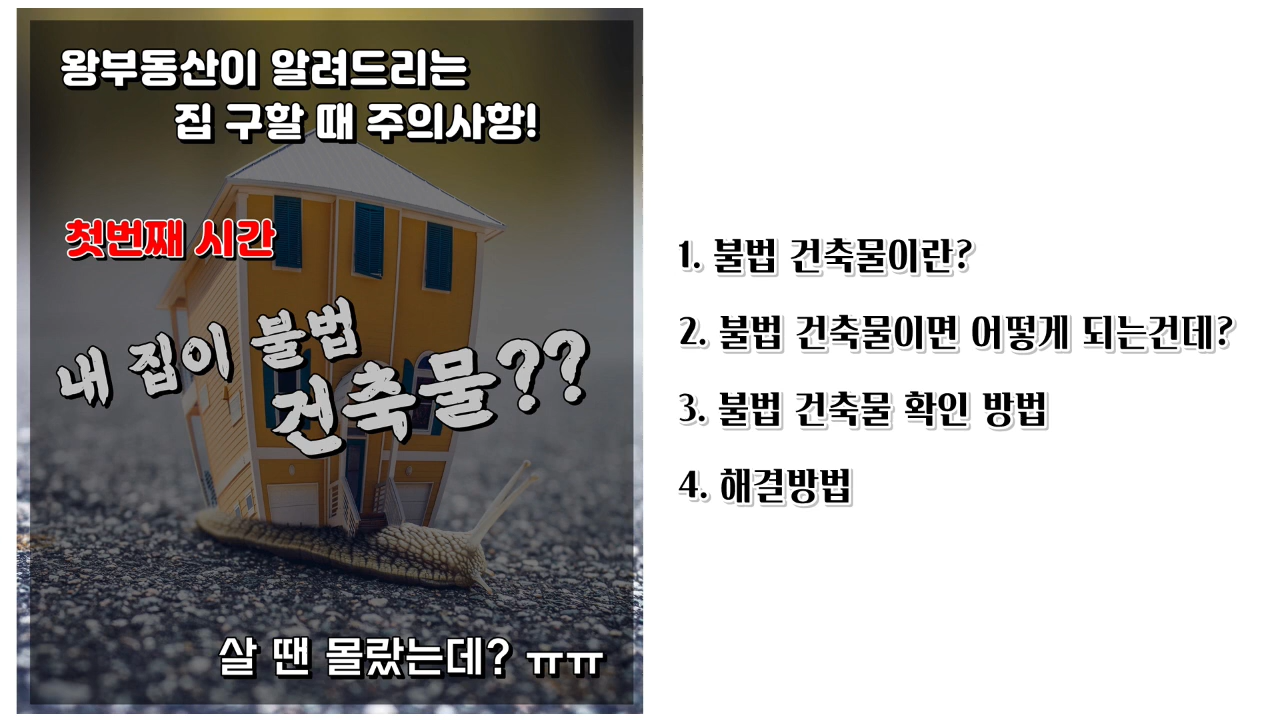 왕부동산이 알려드리는
집 구할 때 주의사항!
첫번째 시간
내 집이 불법
건축물??
살 땐 몰랐는데? ㅠㅠ
1. 불법 건축물이란?
2. 불법 건축물이면 어떻게 되는건데?
3. 불법 건축물 확인 방법
4. 해결방법